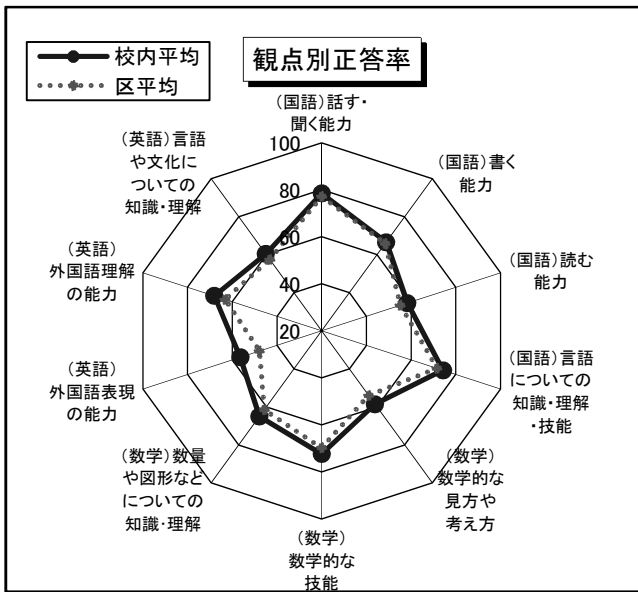 校内平均
区平均
観点別正答率
(国語)話す・
聞く能力
(国語)書く
能力
(国語)読む
能力
(国語)言語
についての
知識・理解
・技能
(数学)
数学的な
見方や
考え方
(数学)
数学的な
技能
(数学)数量
や図形など
についての
知識・理解
(英語)
外国語表現
の能力
(英語)
外国語理解
の能力
(英語)言語
や文化に
ついての
知識・理解
100
80
60
40
20